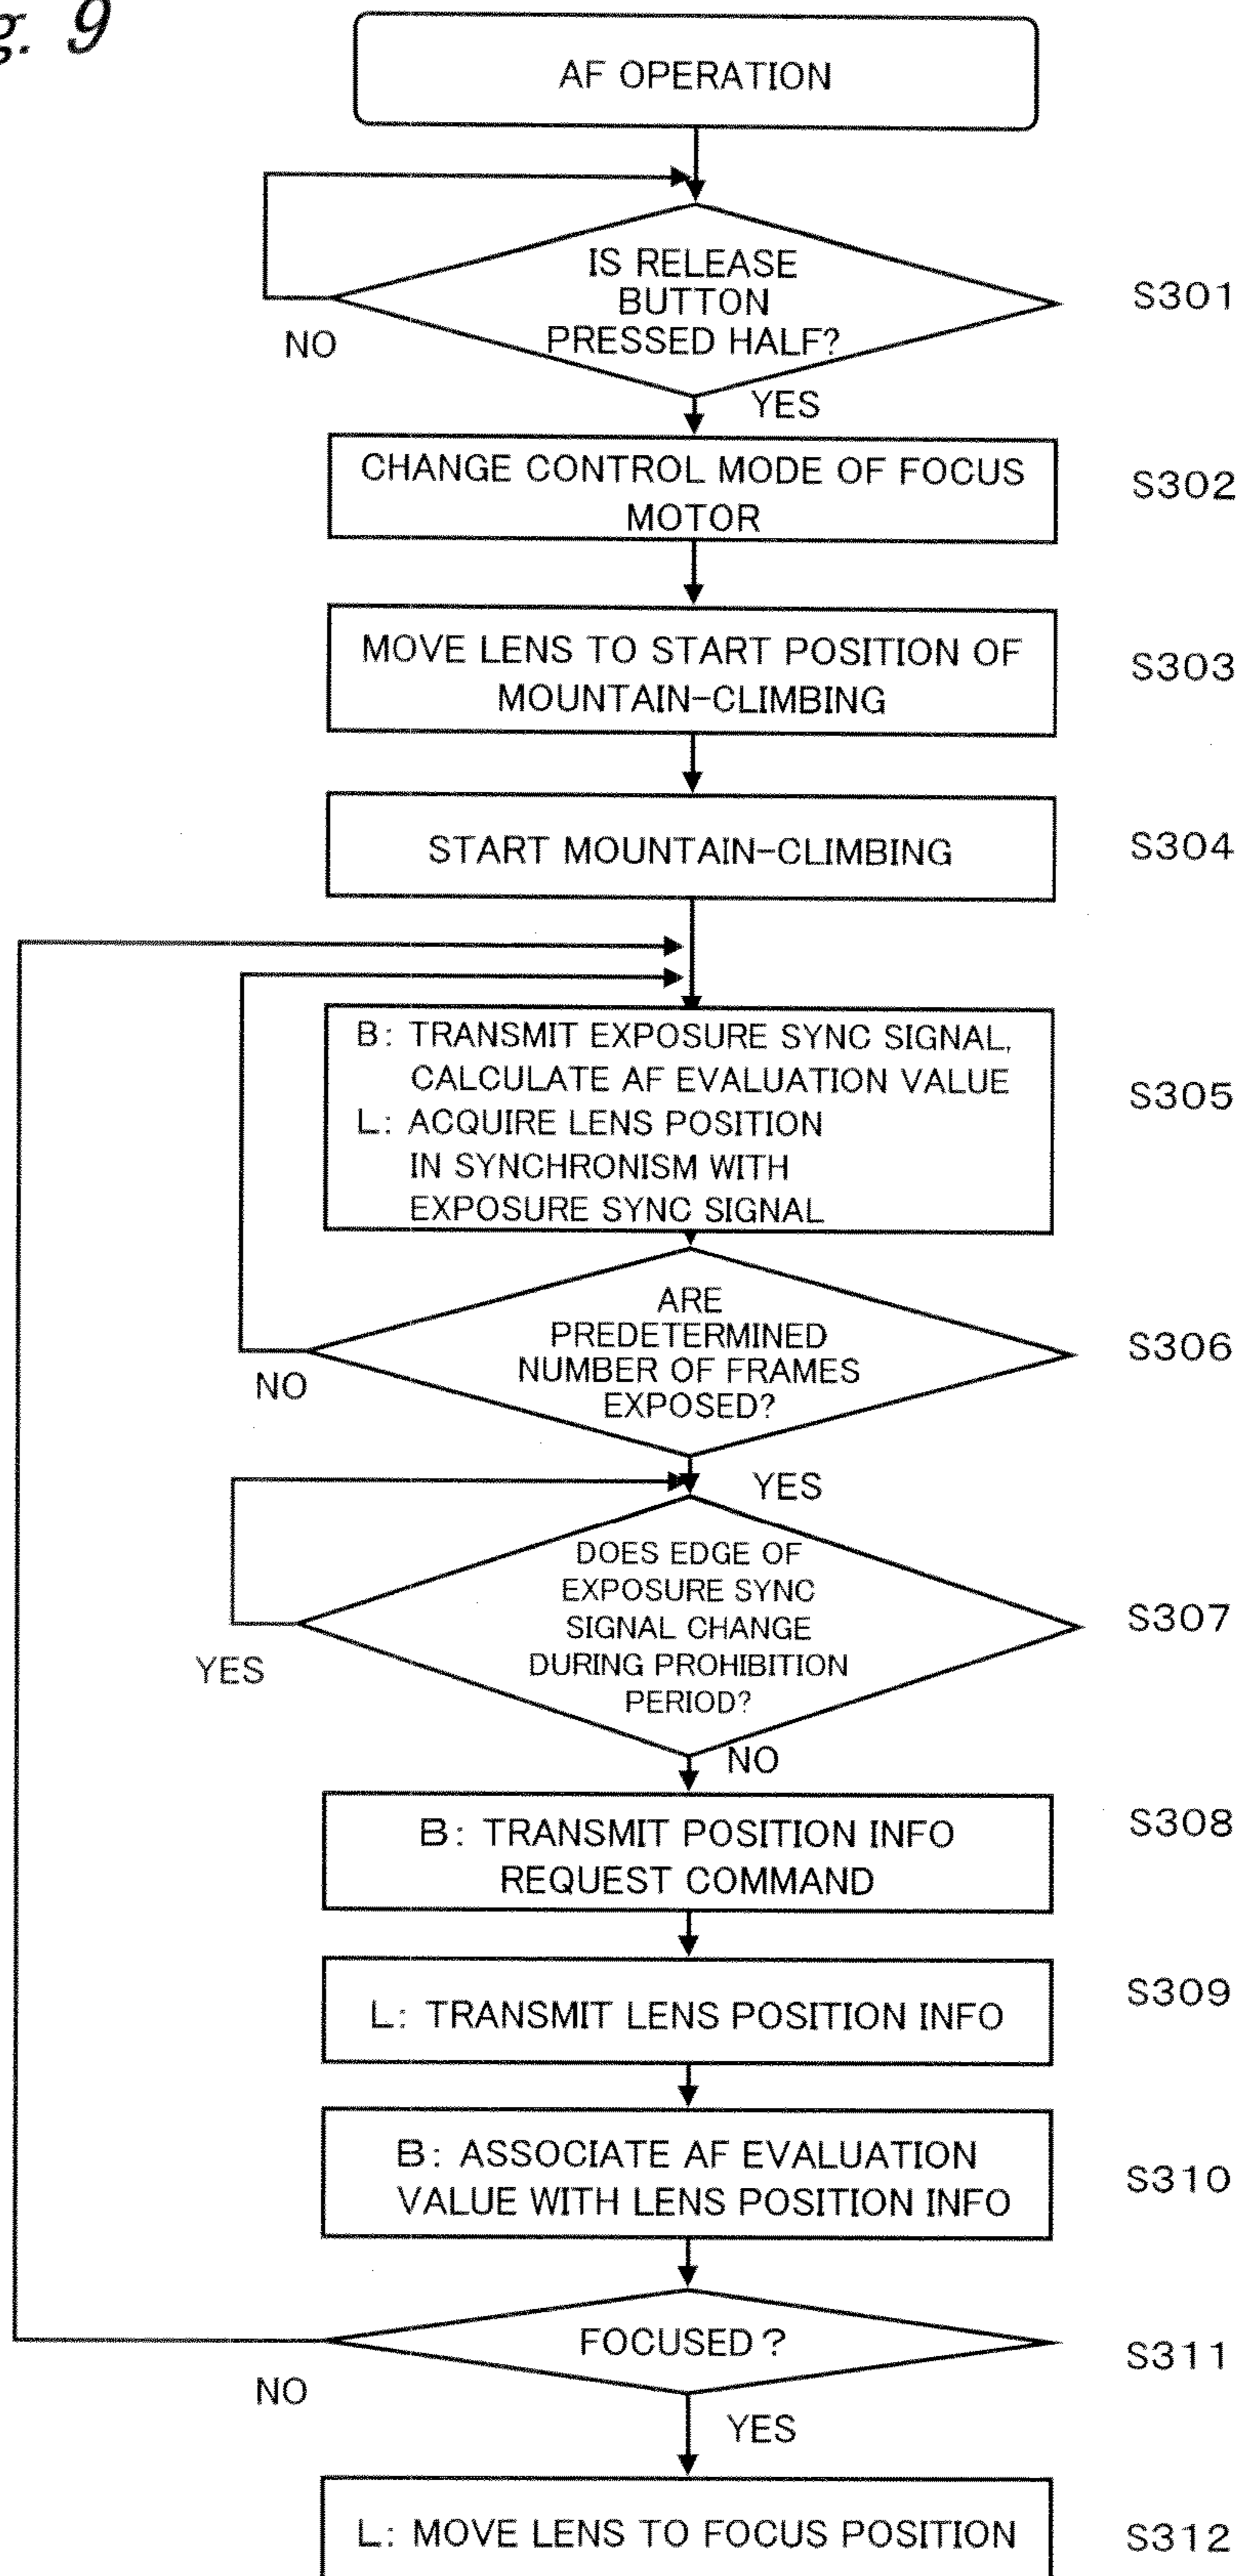 g. 9
AF OPERATION
IS RELEASE
BUTTON
PRESSED HALF?
S301
NO
YES
CHANGE CONTROL MODE OF FOCUS
MOTOR
S302
MOVE LENS TO START POSITION OF
MOUNTAIN-CLIMBING
S303
START MOUNTAIN-CLIMBING
S304
B: TRANSMIT EXPOSURE SYNC SIGNAL,
CALCULATE AF EVALUATION VALUE
L: ACQUIRE LENS POSITION
IN SYNCHRONISM WITH
EXPOSURE SYNC SIGNAL
S305
ARE
PREDETERMINED
NUMBER OF FRAMES
EXPOSED?
S306
NO
YES
DOES EDGE OF
EXPOSURE SYNC
SIGNAL CHANGE
DURING PROHIBITION
PERIOD?
S307
YES
NO
B: TRANSMIT POSITION INFO
REQUEST COMMAND
S308
L: TRANSMIT LENS POSITION INFO
S309
B: ASSOCIATE AF EVALUATION
VALUE WITH LENS POSITION INFO
S310
FOCUSED?
S311
NO
YES
L: MOVE LENS TO FOCUS POSITION
S312